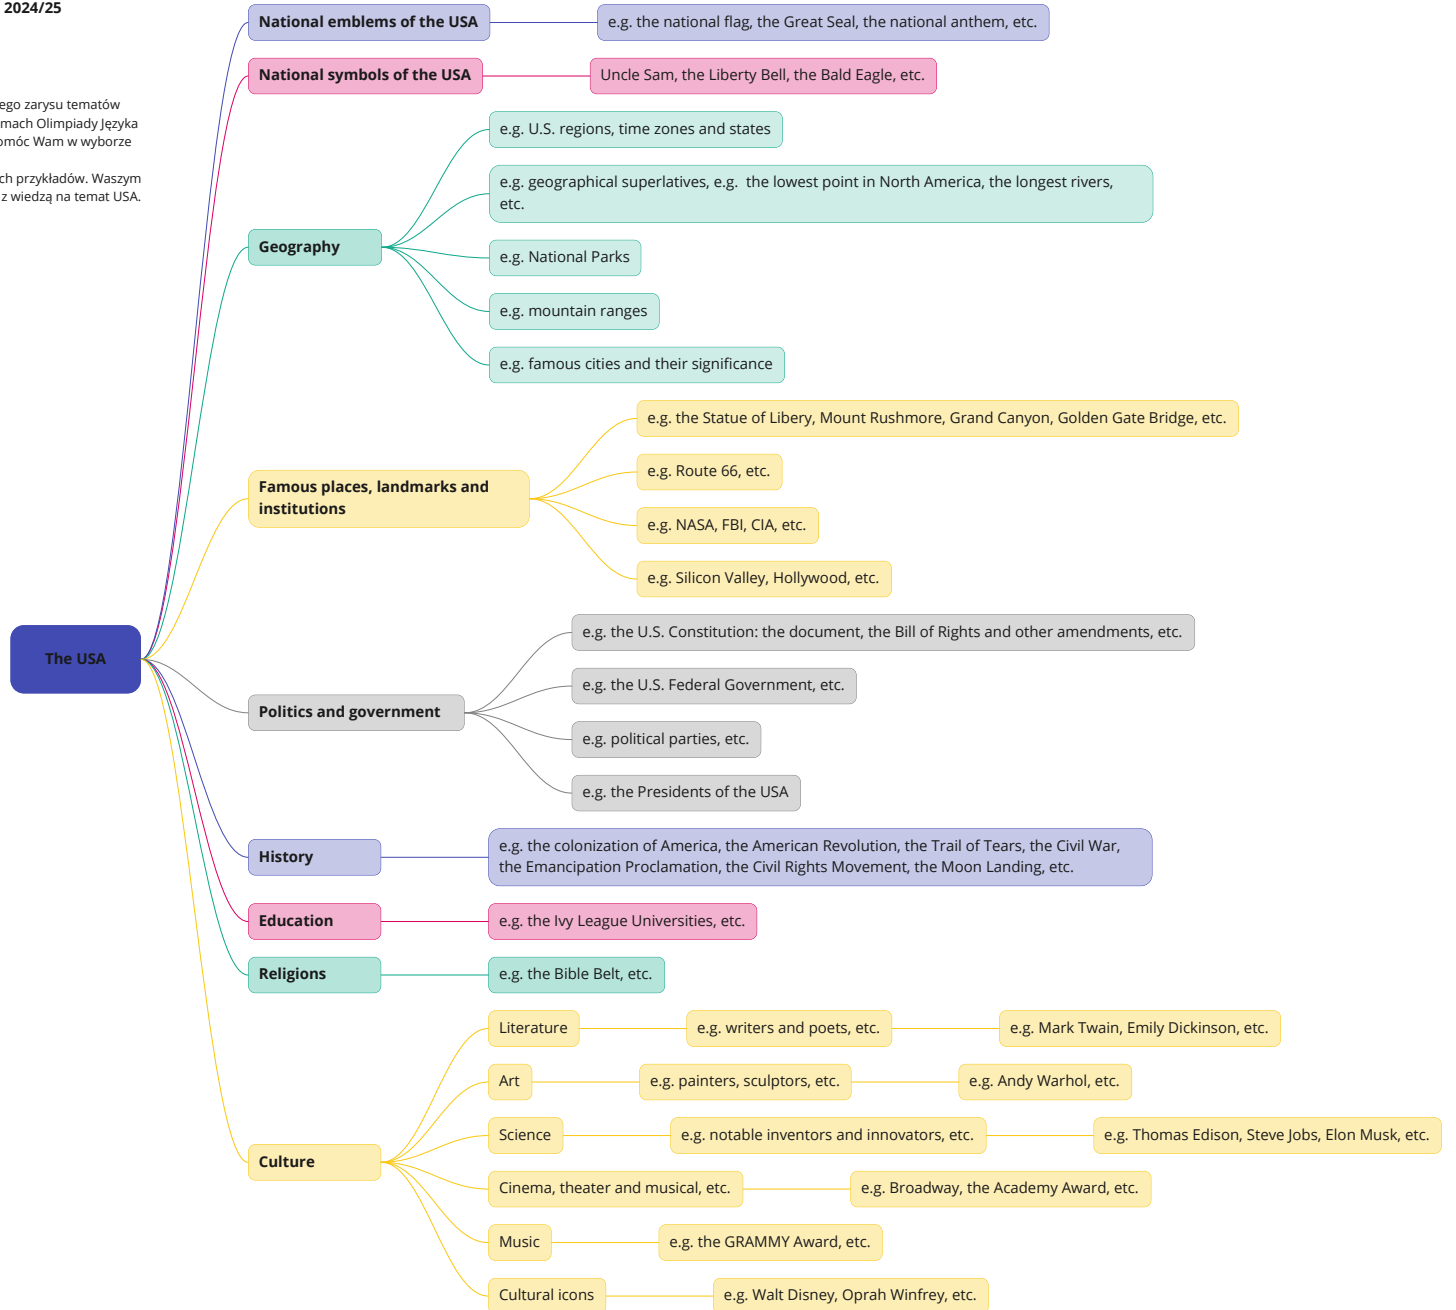 2024/25
ego zarysu tematów
mach Olimpiady Języka
omóc Wam w wyborze
ch przykładów. Waszym
z wiedzą na temat USA.
The USA
National emblems of the USA
e.g. the national flag, the Great Seal, the national anthem, etc.
National symbols of the USA
Uncle Sam, the Liberty Bell, the Bald Eagle, etc.
Geography
e.g. U.S. regions, time zones and states
e.g. geographical superlatives, e.g.  the lowest point in North America, the longest rivers,
etc.
e.g. National Parks
e.g. mountain ranges
e.g. famous cities and their significance
Famous places, landmarks and
institutions
e.g. the Statue of Libery, Mount Rushmore, Grand Canyon, Golden Gate Bridge, etc.
e.g. Route 66, etc.
e.g. NASA, FBI, CIA, etc.
e.g. Silicon Valley, Hollywood, etc.
Politics and government
e.g. the U.S. Constitution: the document, the Bill of Rights and other amendments, etc.
e.g. the U.S. Federal Government, etc.
e.g. political parties, etc.
e.g. the Presidents of the USA
History
e.g. the colonization of America, the American Revolution, the Trail of Tears, the Civil War,
the Emancipation Proclamation, the Civil Rights Movement, the Moon Landing, etc.
Education
e.g. the Ivy League Universities, etc.
Religions
e.g. the Bible Belt, etc.
Culture
Literature
e.g. writers and poets, etc.
e.g. Mark Twain, Emily Dickinson, etc.
Art
e.g. painters, sculptors, etc.
e.g. Andy Warhol, etc.
Science
e.g. notable inventors and innovators, etc.
e.g. Thomas Edison, Steve Jobs, Elon Musk, etc.
Cinema, theater and musical, etc.
e.g. Broadway, the Academy Award, etc.
Music
e.g. the GRAMMY Award, etc.
Cultural icons
e.g. Walt Disney, Oprah Winfrey, etc.